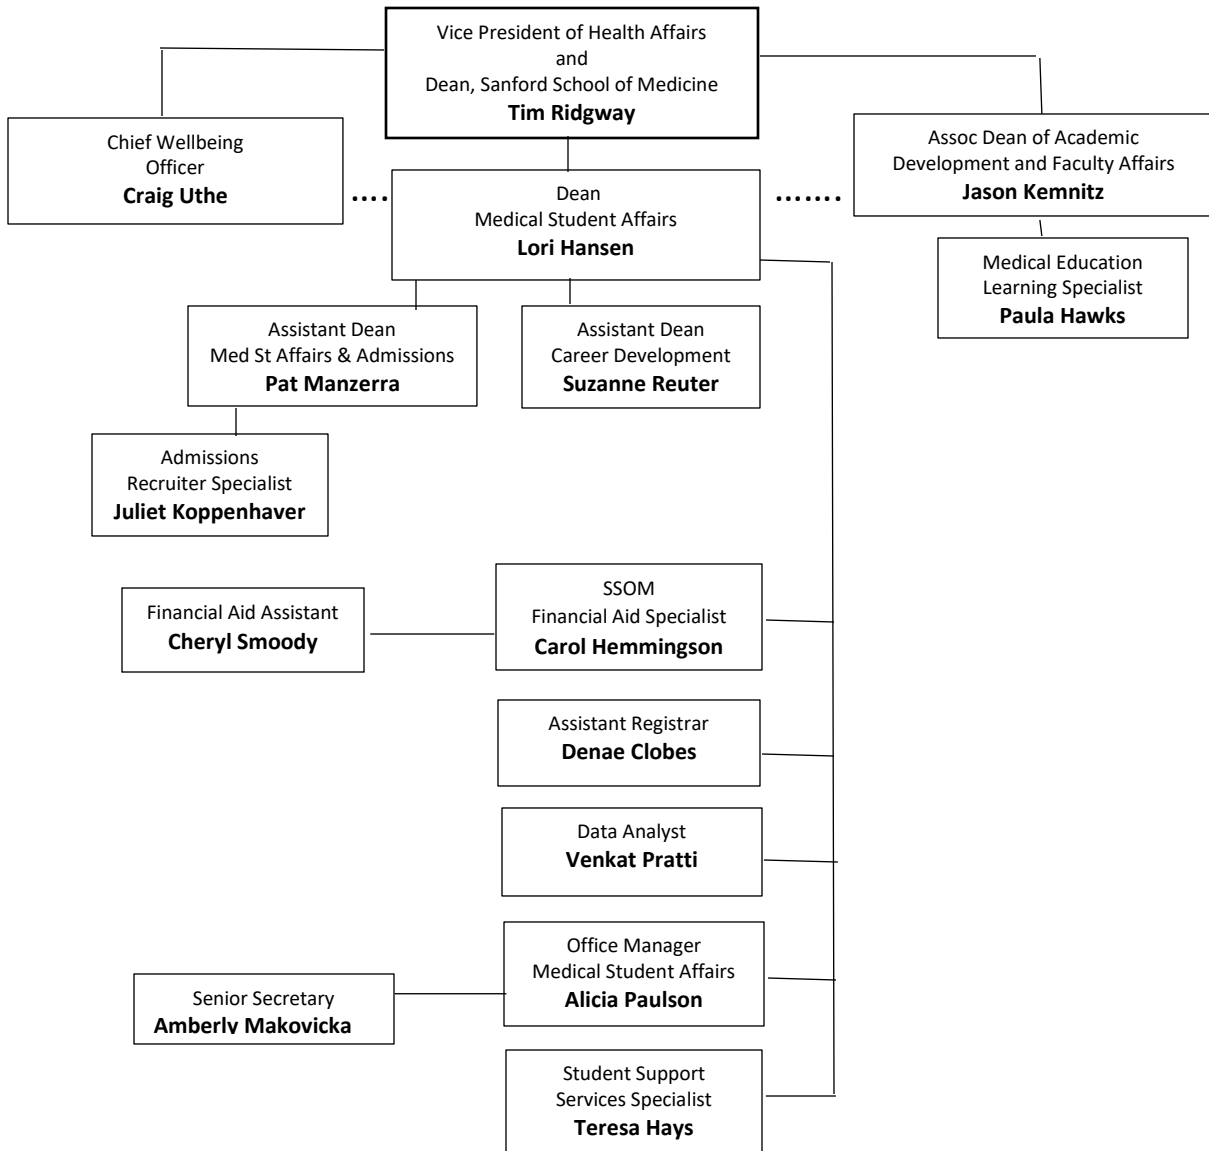 Vice President of Health Affairs
and
Dean, Sanford School of Medicine
Tim Ridgway
Chief Wellbeing
Officer
Craig Uthe
....
Dean
Medical Student Affairs
Lori Hansen
.......
Assoc Dean of Academic
Development and Faculty Affairs
Jason Kemnitz
Medical Education
Learning Specialist
Paula Hawks
Assistant Dean
Med St Affairs & Admissions
Pat Manzerra
Assistant Dean
Career Development
Suzanne Reuter
Admissions
Recruiter Specialist
Juliet Koppenhaver
Financial Aid Assistant
Cheryl Smoody
SSOM
Financial Aid Specialist
Carol Hemmingson
Assistant Registrar
Denae Clobes
Data Analyst
Venkat Pratti
Office Manager
Medical Student Affairs
Alicia Paulson
Senior Secretary
Amberly Makovicka
Student Support
Services Specialist
Teresa Hays